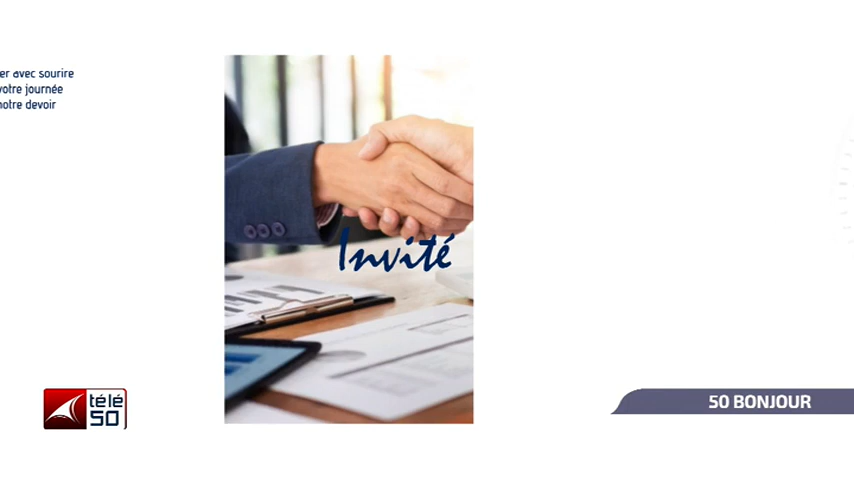 er avec sourire
votre journée
notre devoir
Invité
télé
50
50 BONJOUR